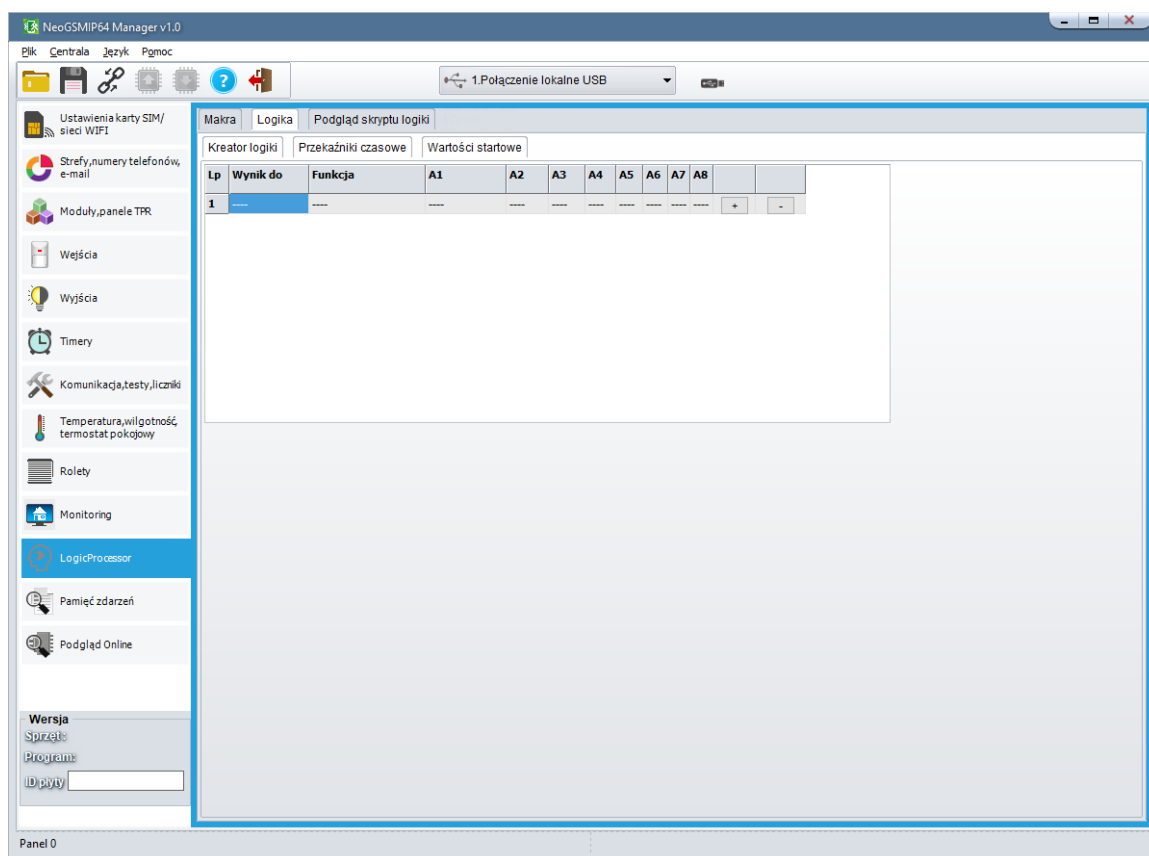 NeoGSMIP64 Manager v1.0
Plik Centrala Język Pomoc
1.Połączenie lokalne USB
Ustawienia karty SIM/
sieci WIFI
Strefy,numery telefonów,
e-mail
Moduły,panele TPR
Wejścia
Wyjścia
Timery
Komunikacja,testy,liczniki
Temperatura,wilgotność,
termostat pokojowy
Rolety
Monitoring
LogicProcessor
Pamięć zdarzeń
Podgląd Online
Wersja
Sprzęt:
Program:
ID płyty
Makra Logika Podgląd skryptu logiki
Kreator logiki Przekaźniki czasowe Wartości startowe
Lp Wynik do Funkcja A1 A2 A3 A4 A5 A6 A7 A8
1 ---- ---- ---- ---- ---- ---- ---- ---- ---- ---- + -
Panel 0